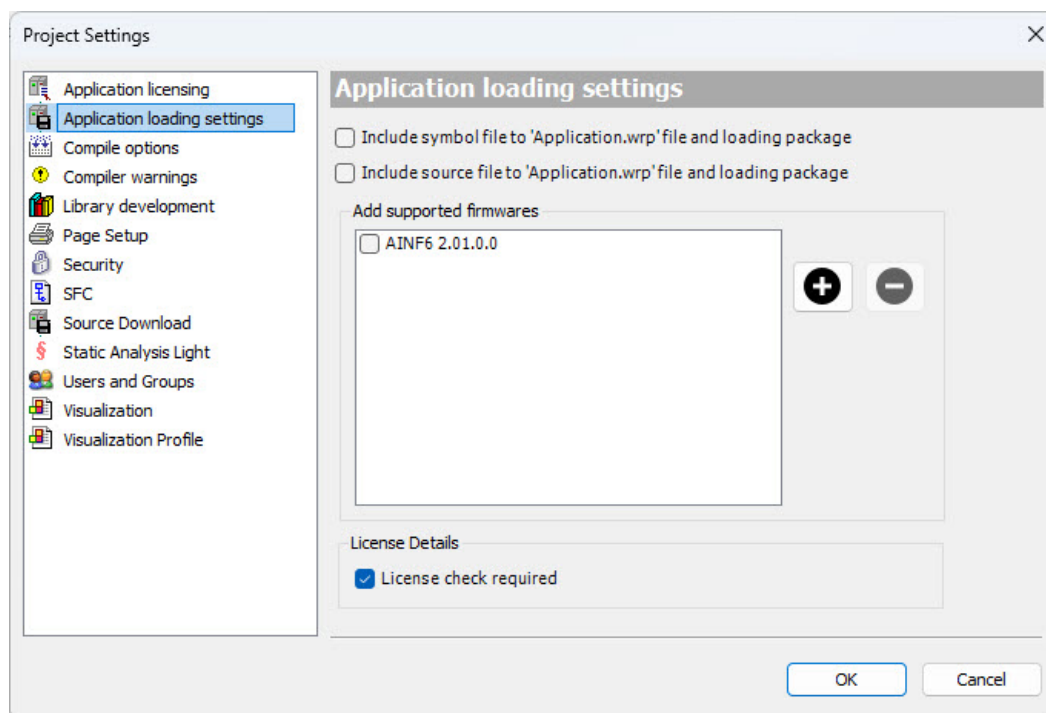 Project Settings
Application licensing
Application loading settings
Compile options
Compiler warnings
Library development
Page Setup
Security
SFC
Source Download
Static Analysis Light
Users and Groups
Visualization
Visualization Profile
Application loading settings
Include symbol file to 'Application.wrp' file and loading package
Include source file to 'Application.wrp' file and loading package
Add supported firmwares
AINF6 2.01.0.0
License Details
License check required
OK
Cancel